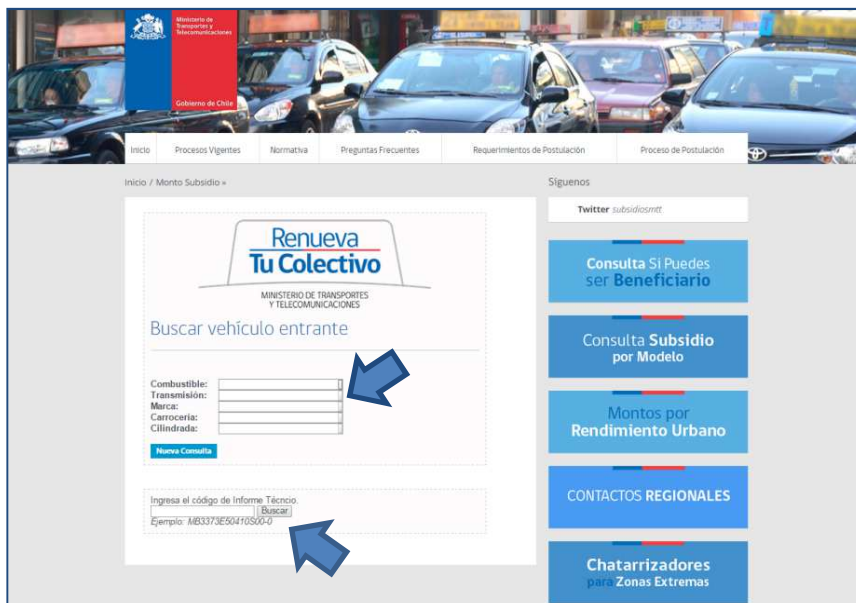 Ministerio de
Transportes y
Telecomunicaciones
Gobierno de Chile
Inicio
Procesos Vigentes
Normativa
Preguntas Frecuentes
Requerimientos de Postulación
Proceso de Postulación
Inicio / Monto Subsidio »
Síguenos
Twitter subsidiosmtt
Renueva
Tu Colectivo
MINISTERIO DE TRANSPORTES
Y TELECOMUNICACIONES
Buscar vehículo entrante
Combustible:
Transmisión:
Marca:
Carrocería:
Cilindrada:
Nueva Consulta
Ingresa el código de Informe Técncio.
Buscar
Ejemplo: MB3373E50410S00-0
Consulta Si Puedes
ser Beneficiario
Consulta Subsidio
por Modelo
Montos por
Rendimiento Urbano
CONTACTOS REGIONALES
Chatarrizadores
para Zonas Extremas